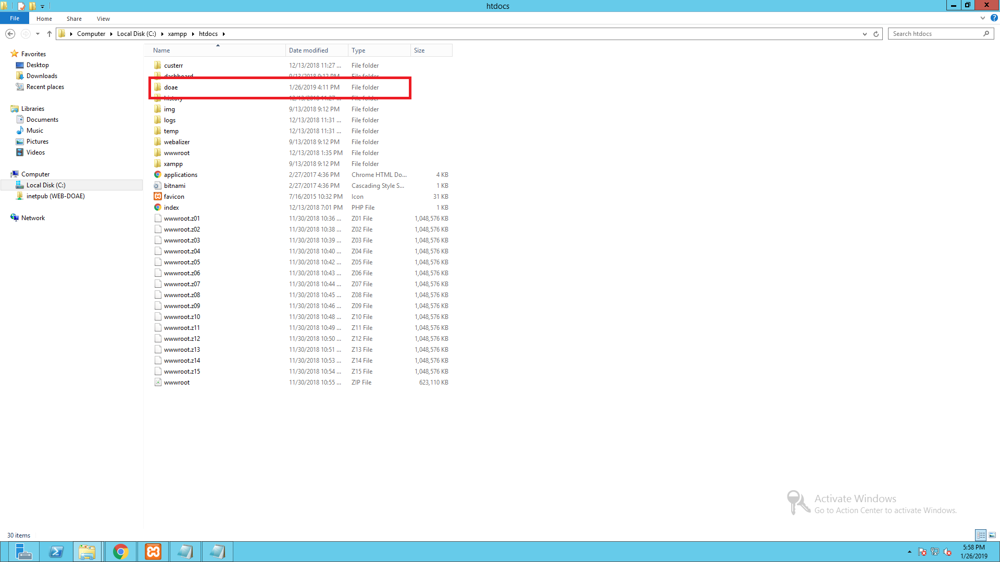 htdocs
File Home Share View
Computer Local Disk (C:) xampp htdocs
Search htdocs
Name Date modified Type Size
Favorites
Desktop
Downloads
Recent places
Libraries
Documents
Music
Pictures
Videos
Computer
Local Disk (C:)
inetpub (WEB-DOAE)
Network
custerr 12/13/2018 11:27 ... File folder
dashboard 9/13/2018 9:12 PM File folder
doae 1/26/2019 4:11 PM File folder
history 12/13/2018 11:27 ... File folder
img 9/13/2018 9:12 PM File folder
logs 12/13/2018 11:31 ... File folder
temp 12/13/2018 11:31 ... File folder
webalizer 9/13/2018 9:12 PM File folder
wwwroot 12/13/2018 1:35 PM File folder
xampp 9/13/2018 9:12 PM File folder
applications 2/27/2017 4:36 PM Chrome HTML Do... 4 KB
bitnami 2/27/2017 4:36 PM Cascading Style S... 1 KB
favicon 7/16/2015 10:32 PM Icon 31 KB
index 12/13/2018 7:01 PM PHP File 1 KB
wwwroot.z01 11/30/2018 10:36 ... Z01 File 1,048,576 KB
wwwroot.z02 11/30/2018 10:38 ... Z02 File 1,048,576 KB
wwwroot.z03 11/30/2018 10:39 ... Z03 File 1,048,576 KB
wwwroot.z04 11/30/2018 10:40 ... Z04 File 1,048,576 KB
wwwroot.z05 11/30/2018 10:42 ... Z05 File 1,048,576 KB
wwwroot.z06 11/30/2018 10:43 ... Z06 File 1,048,576 KB
wwwroot.z07 11/30/2018 10:44 ... Z07 File 1,048,576 KB
wwwroot.z08 11/30/2018 10:45 ... Z08 File 1,048,576 KB
wwwroot.z09 11/30/2018 10:46 ... Z09 File 1,048,576 KB
wwwroot.z10 11/30/2018 10:48 ... Z10 File 1,048,576 KB
wwwroot.z11 11/30/2018 10:49 ... Z11 File 1,048,576 KB
wwwroot.z12 11/30/2018 10:50 ... Z12 File 1,048,576 KB
wwwroot.z13 11/30/2018 10:51 ... Z13 File 1,048,576 KB
wwwroot.z14 11/30/2018 10:53 ... Z14 File 1,048,576 KB
wwwroot.z15 11/30/2018 10:54 ... Z15 File 1,048,576 KB
wwwroot 11/30/2018 10:55 ... ZIP File 623,110 KB
Activate Windows
Go to Action Center to activate Windows.
30 items
5:58 PM
1/26/2019